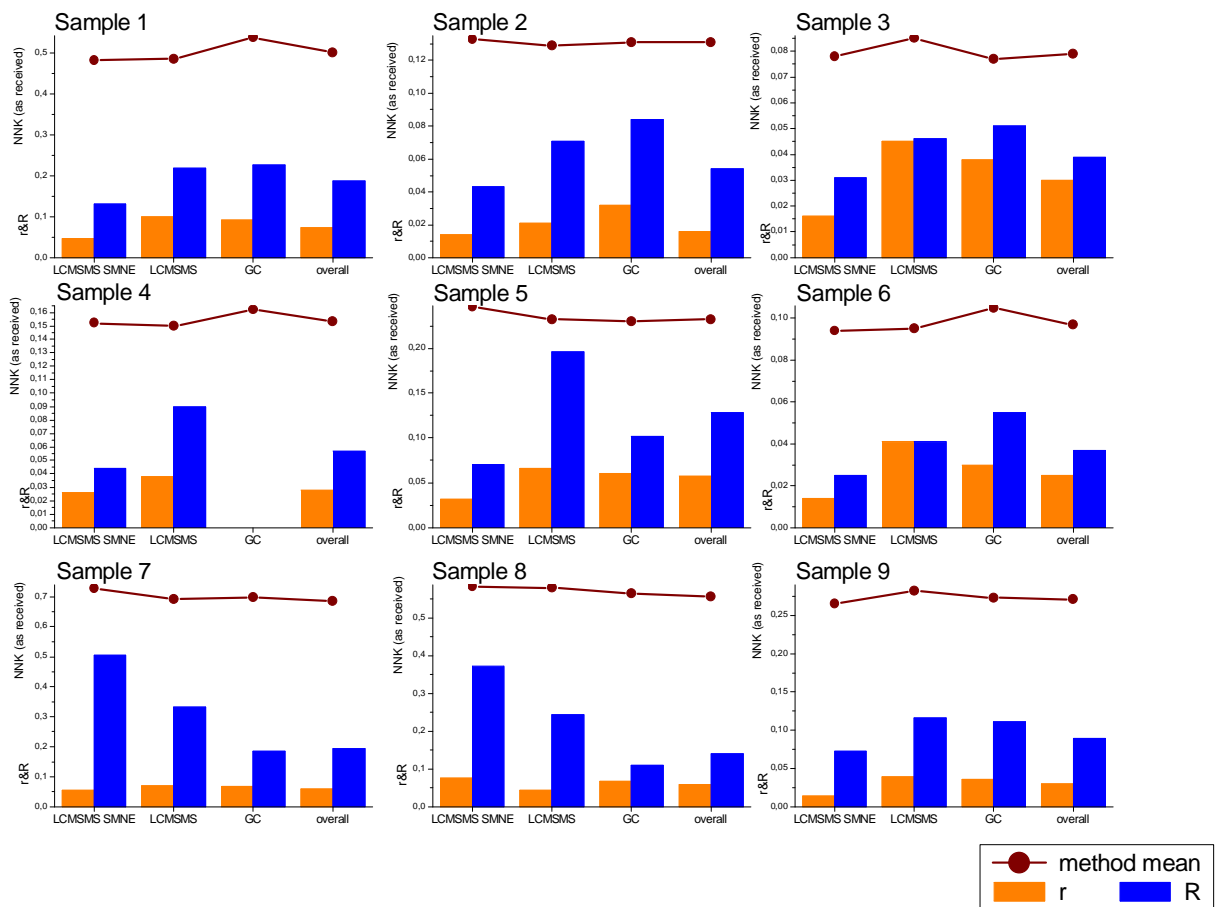 Sample 1
Sample 2
Sample 3
NNK (as received)
r&R
0,5
0,4
0,3
0,2
0,1
0,0
LCMSMS SMNE LCMSMS GC overall
NNK (as received)
r&R
0,12
0,10
0,08
0,06
0,04
0,02
0,00
LCMSMS SMNE LCMSMS GC overall
NNK (as received)
r&R
0,08
0,07
0,06
0,05
0,04
0,03
0,02
0,01
0,00
LCMSMS SMNE LCMSMS GC overall
Sample 4
Sample 5
Sample 6
NNK (as received)
r&R
0,16
0,15
0,14
0,13
0,12
0,11
0,10
0,09
0,08
0,07
0,06
0,05
0,04
0,03
0,02
0,01
0,00
LCMSMS SMNE LCMSMS GC overall
NNK (as received)
r&R
0,20
0,15
0,10
0,05
0,00
LCMSMS SMNE LCMSMS GC overall
NNK (as received)
r&R
0,10
0,08
0,06
0,04
0,02
0,00
LCMSMS SMNE LCMSMS GC overall
Sample 7
Sample 8
Sample 9
NNK (as received)
r&R
0,7
0,6
0,5
0,4
0,3
0,2
0,1
0,0
LCMSMS SMNE LCMSMS GC overall
NNK (as received)
r&R
0,5
0,4
0,3
0,2
0,1
0,0
LCMSMS SMNE LCMSMS GC overall
NNK (as received)
r&R
0,25
0,20
0,15
0,10
0,05
0,00
LCMSMS SMNE LCMSMS GC overall
method mean
r R